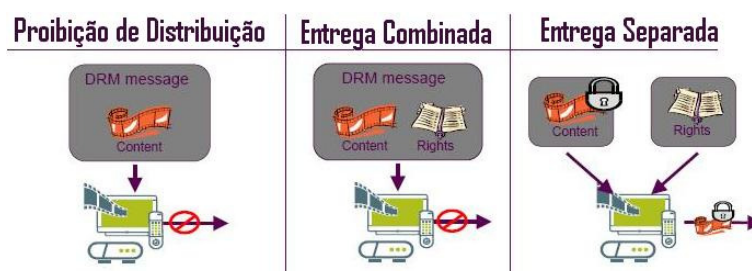 Proibição de Distribuição
DRM message
Content
Entrega Combinada
DRM message
Content Rights
Entrega Separada
Content
Rights